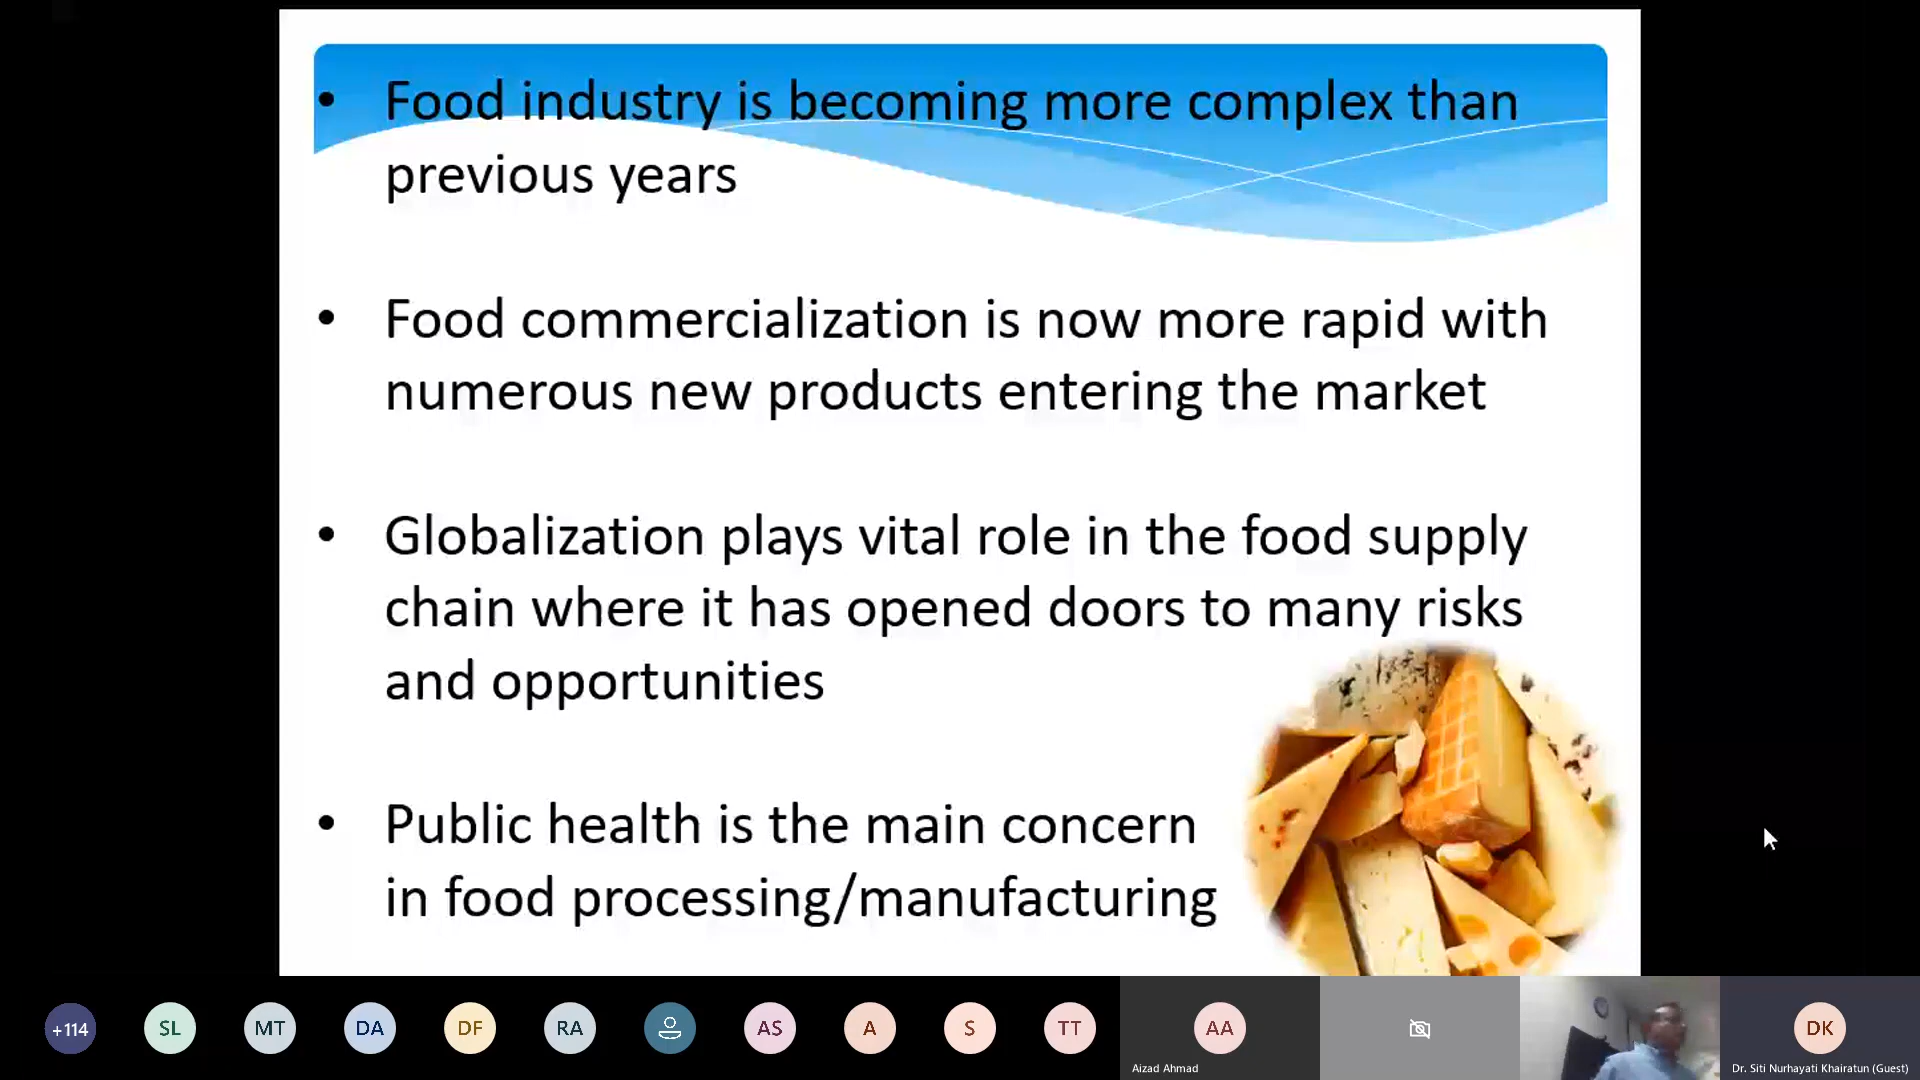 • Food industry is becoming more complex than
previous years
• Food commercialization is now more rapid with
numerous new products entering the market
• Globalization plays vital role in the food supply
chain where it has opened doors to many risks
and opportunities
• Public health is the main concern
in food processing/manufacturing
+114 SL MT DA DF RA AS A S TT AA DK
Aizad Ahmad Dr. Siti Nurhayati Khairatun (Guest)